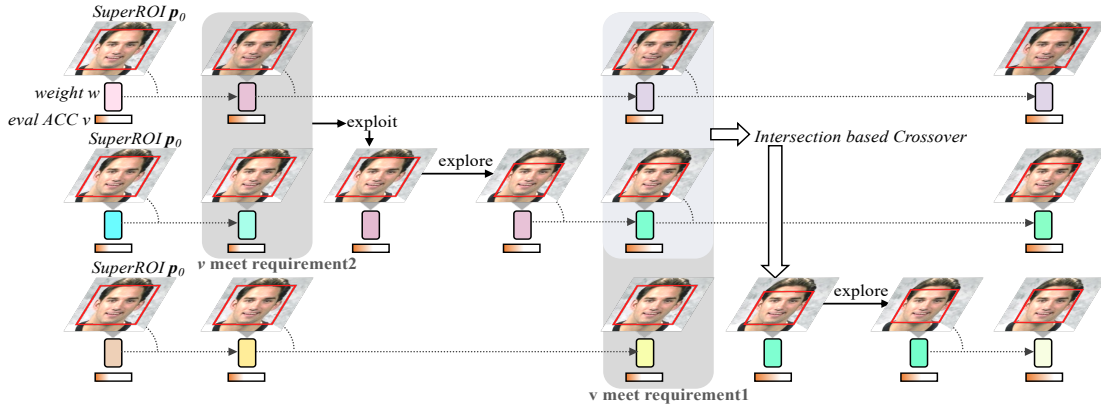 SuperROI p0
weight w
eval ACC v
SuperROI p0
exploit
explore
Intersection based Crossover
v meet requirement2
SuperROI p0
explore
v meet requirement1